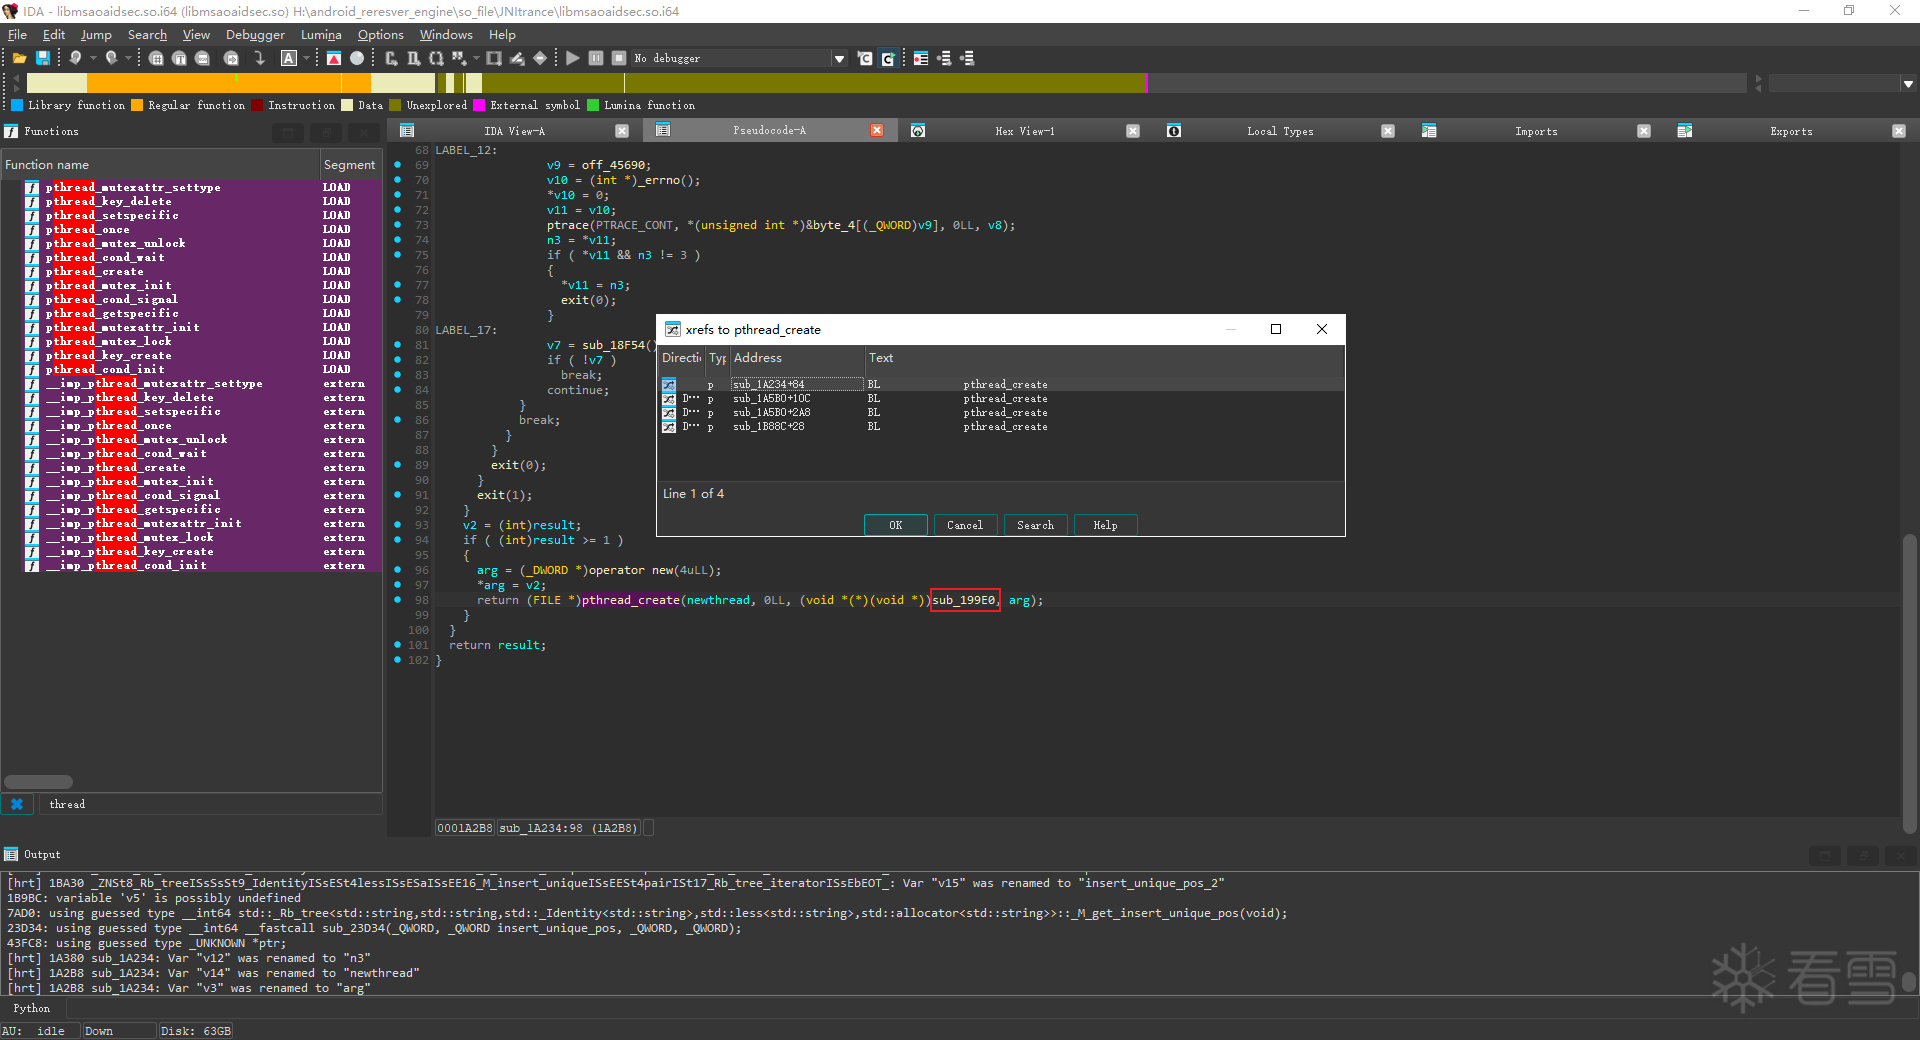 IDA - libmsaoaidsec.so.i64 (libmsaoaidsec.so) H:\android_reresver_engine\so_file\JNItrance\libmsaoaidsec.so.i64
File Edit Jump Search View Debugger Lumina Options Windows Help
No debugger
Library function Regular function Instruction Data Unexplored External symbol Lumina function
Functions
IDA View-A Pseudocode-A Hex View-1 Local Types Imports Exports
Function name Segment
pthread_mutexattr_settype LOAD
pthread_key_delete LOAD
pthread_setspecific LOAD
pthread_once LOAD
pthread_mutex_unlock LOAD
pthread_cond_wait LOAD
pthread_create LOAD
pthread_mutex_init LOAD
pthread_cond_signal LOAD
pthread_getspecific LOAD
pthread_mutexattr_init LOAD
pthread_mutex_lock LOAD
pthread_key_create LOAD
pthread_cond_init LOAD
__imp_pthread_mutexattr_settype extern
__imp_pthread_key_delete extern
__imp_pthread_setspecific extern
__imp_pthread_once extern
__imp_pthread_mutex_unlock extern
__imp_pthread_cond_wait extern
__imp_pthread_create extern
__imp_pthread_mutex_init extern
__imp_pthread_cond_signal extern
__imp_pthread_getspecific extern
__imp_pthread_mutexattr_init extern
__imp_pthread_mutex_lock extern
__imp_pthread_key_create extern
__imp_pthread_cond_init extern
thread
68 LABEL_12:
69 v9 = off_45690;
70 v10 = (int *)_errno();
71 *v10 = 0;
72 v11 = v10;
73 ptrace(PTRACE_CONT, *(unsigned int *)&byte_4[(_QWORD)v9], 0LL, v8);
74 n3 = *v11;
75 if ( *v11 && n3 != 3 )
76 {
77 *v11 = n3;
78 exit(0);
79 }
80 LABEL_17:
81 v7 = sub_18F54()
82 if ( !v7 )
83 break;
84 continue;
85 }
86 break;
87 }
88 }
89 exit(0);
90 }
91 exit(1);
92 }
93 v2 = (int)result;
94 if ( (int)result >= 1 )
95 {
96 arg = (_DWORD *)operator new(4uLL);
97 *arg = v2;
98 return (FILE *)pthread_create(newthread, 0LL, (void *(*)(void *))sub_199E0, arg);
99 }
100 }
101 return result;
102 }
0001A2B8 sub_1A234:98 (1A2B8)
xrefs to pthread_create
Directic Typ Address Text
p sub_1A234+84 BL pthread_create
D… p sub_1A5B0+10C BL pthread_create
D… p sub_1A5B0+2A8 BL pthread_create
D… p sub_1B88C+28 BL pthread_create
Line 1 of 4
OK Cancel Search Help
Output
[hrt] 1BA30 _ZNSt8_Rb_treeISsSsSt9_IdentityISsESt4lessISsESaISsEE16_M_insert_uniqueISsEESt4pairISt17_Rb_tree_iteratorISsEbEOT_: Var "v15" was renamed to "insert_unique_pos_2"
1B9BC: variable 'v5' is possibly undefined
7AD0: using guessed type __int64 std::_Rb_tree<std::string,std::string,std::_Identity<std::string>,std::less<std::string>,std::allocator<std::string>>::_M_get_insert_unique_pos(void);
23D34: using guessed type __int64 __fastcall sub_23D34(_QWORD, _QWORD insert_unique_pos, _QWORD, _QWORD);
43FC8: using guessed type _UNKNOWN *ptr;
[hrt] 1A380 sub_1A234: Var "v12" was renamed to "n3"
[hrt] 1A2B8 sub_1A234: Var "v14" was renamed to "newthread"
[hrt] 1A2B8 sub_1A234: Var "v3" was renamed to "arg"
Python
AU: idle Down Disk: 63GB
看雪